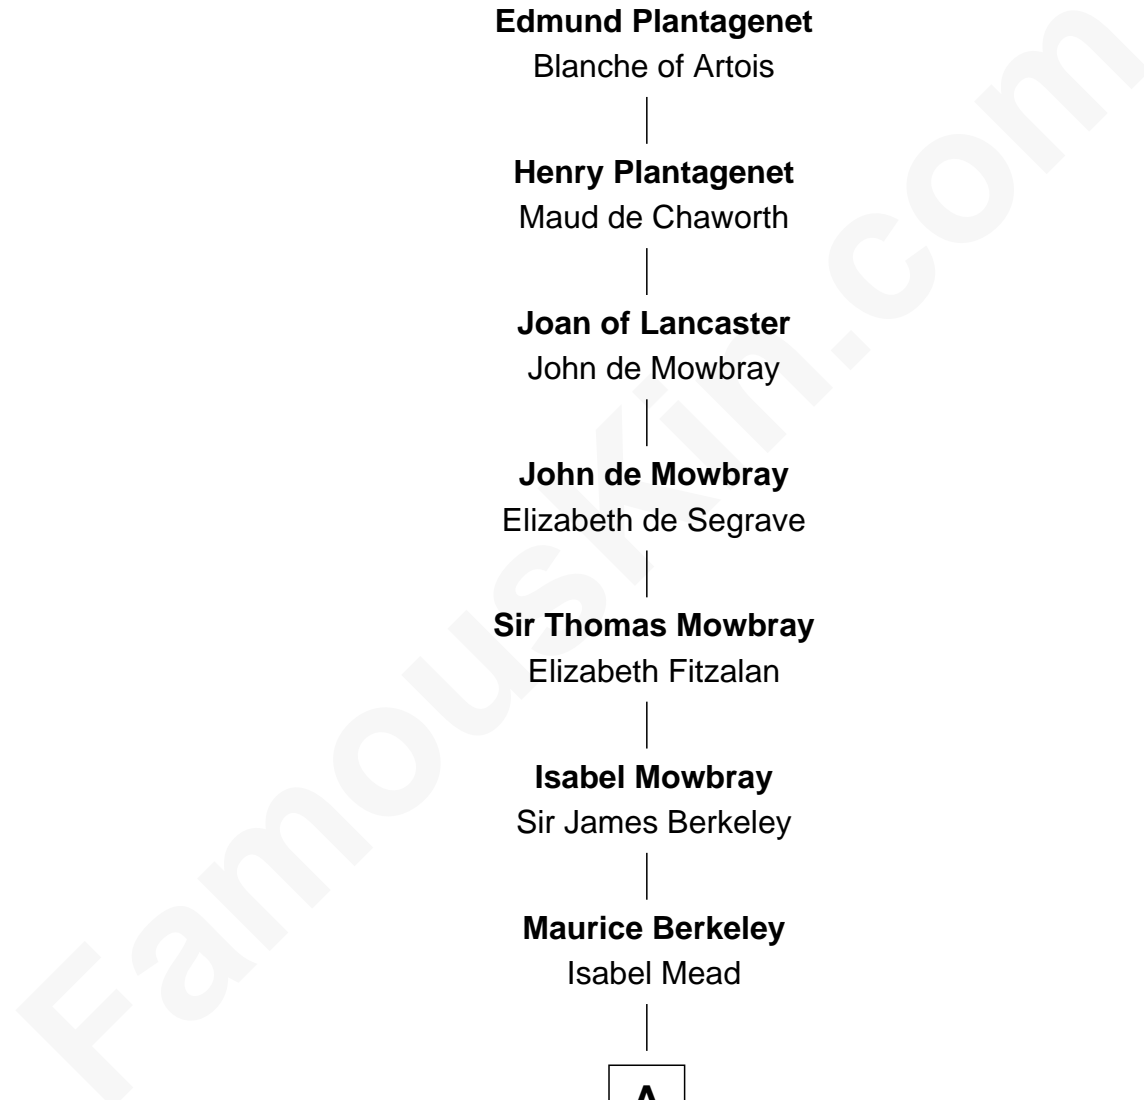 Edmund Plantagenet
Blanche of Artois
Henry Plantagenet
Maud de Chaworth
Joan of Lancaster
John de Mowbray
John de Mowbray
Elizabeth de Segrave
Sir Thomas Mowbray
Elizabeth Fitzalan
Isabel Mowbray
Sir James Berkeley
Maurice Berkeley
Isabel Mead
A
FamousKin.com